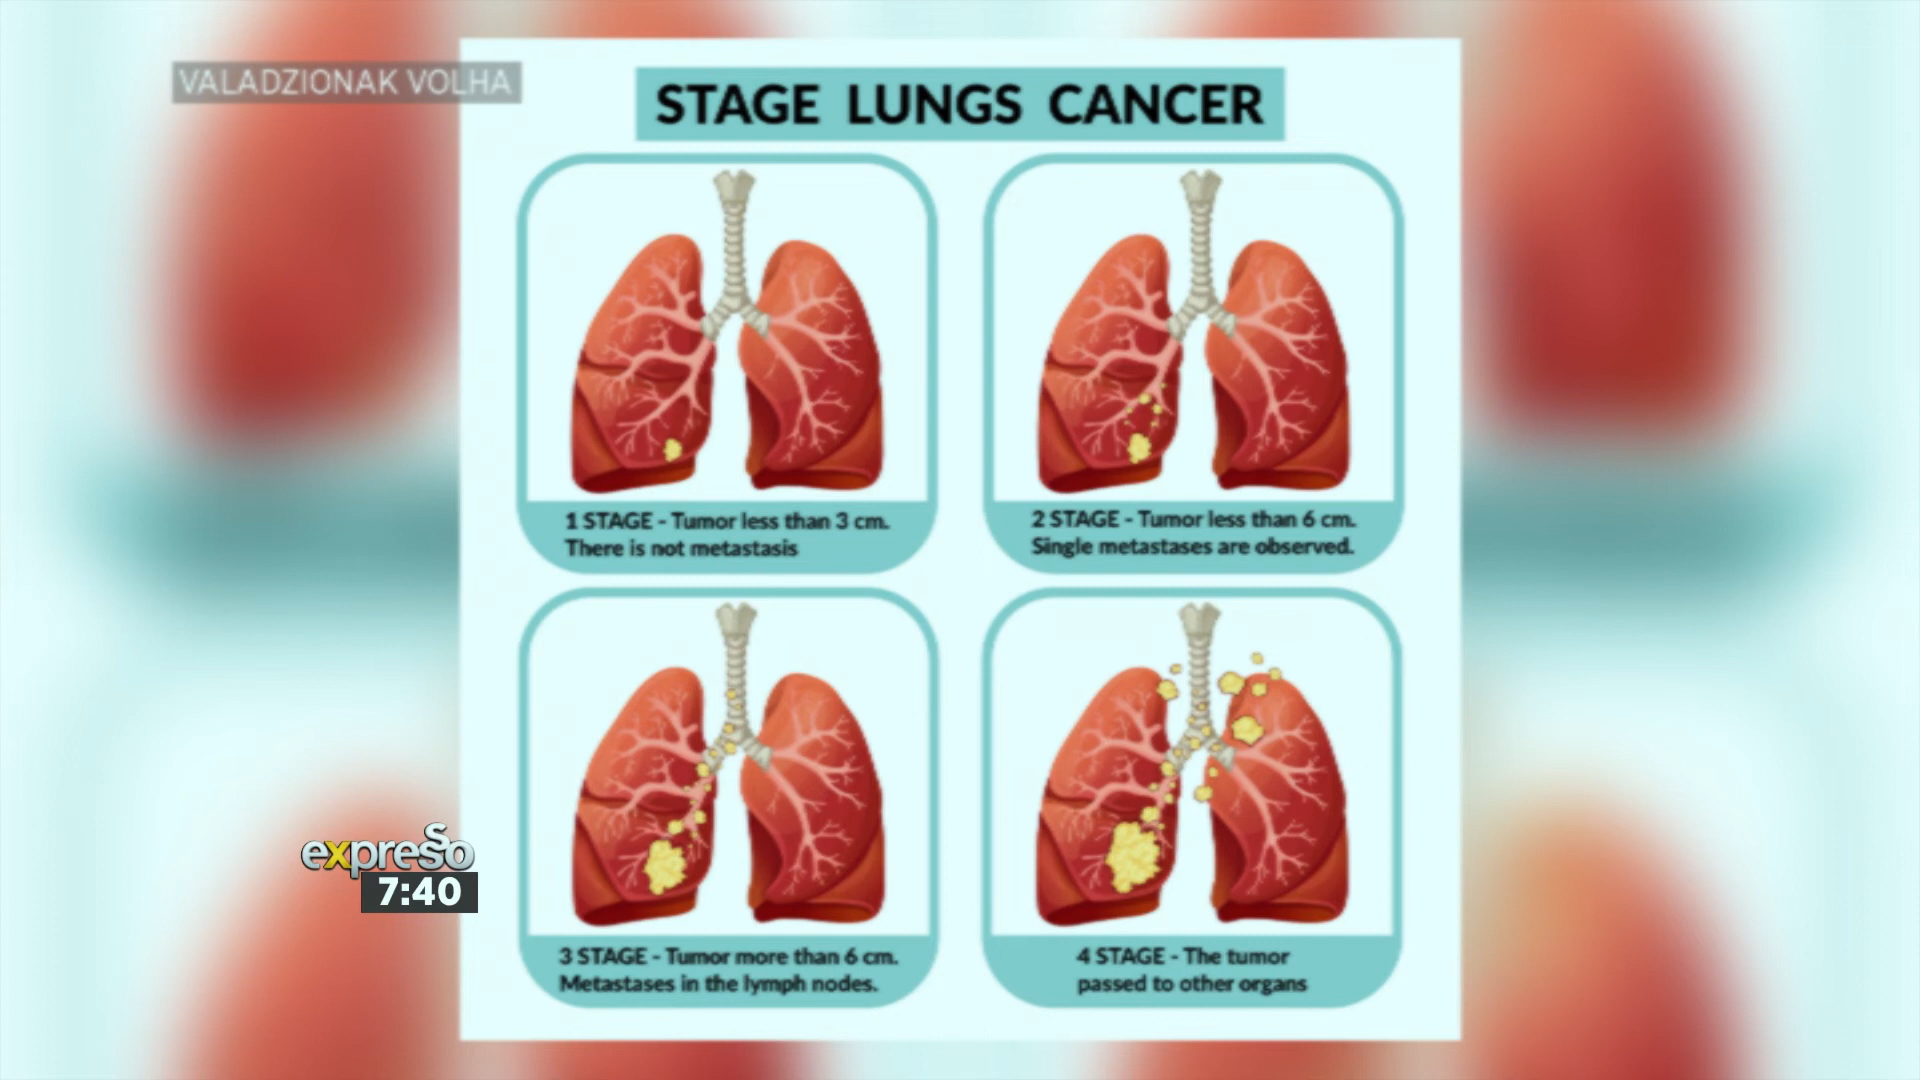 VALADZIONAK VOLHA
STAGE LUNGS CANCER
1 STAGE - Tumor less than 3 cm.
There is not metastasis
2 STAGE - Tumor less than 6 cm.
Single metastases are observed.
3 STAGE - Tumor more than 6 cm.
Metastases in the lymph nodes.
4 STAGE - The tumor
passed to other organs
expresso
7:40